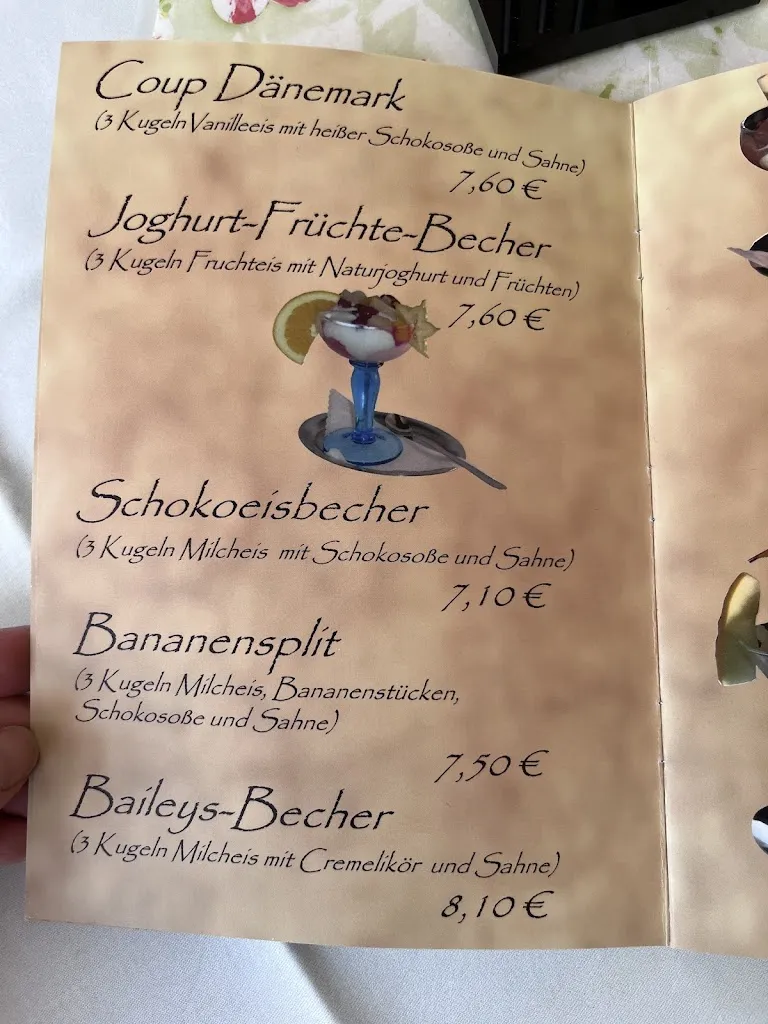 Coup Dänemark
(3 Kugeln Vanilleeis mit heißer Schokosoße und Sahne)
7,60 €
Joghurt-Früchte-Becher
(3 Kugeln Fruchteis mit Naturjoghurt und Früchten)
7,60 €
Schokoeisbecher
(3 Kugeln Milcheis mit Schokosoße und Sahne)
7,10 €
Bananensplit
(3 Kugeln Milcheis, Bananenstücken,
Schokosoße und Sahne)
7,50 €
Baileys-Becher
(3 Kugeln Milcheis mit Cremelikör und Sahne)
8,10 €